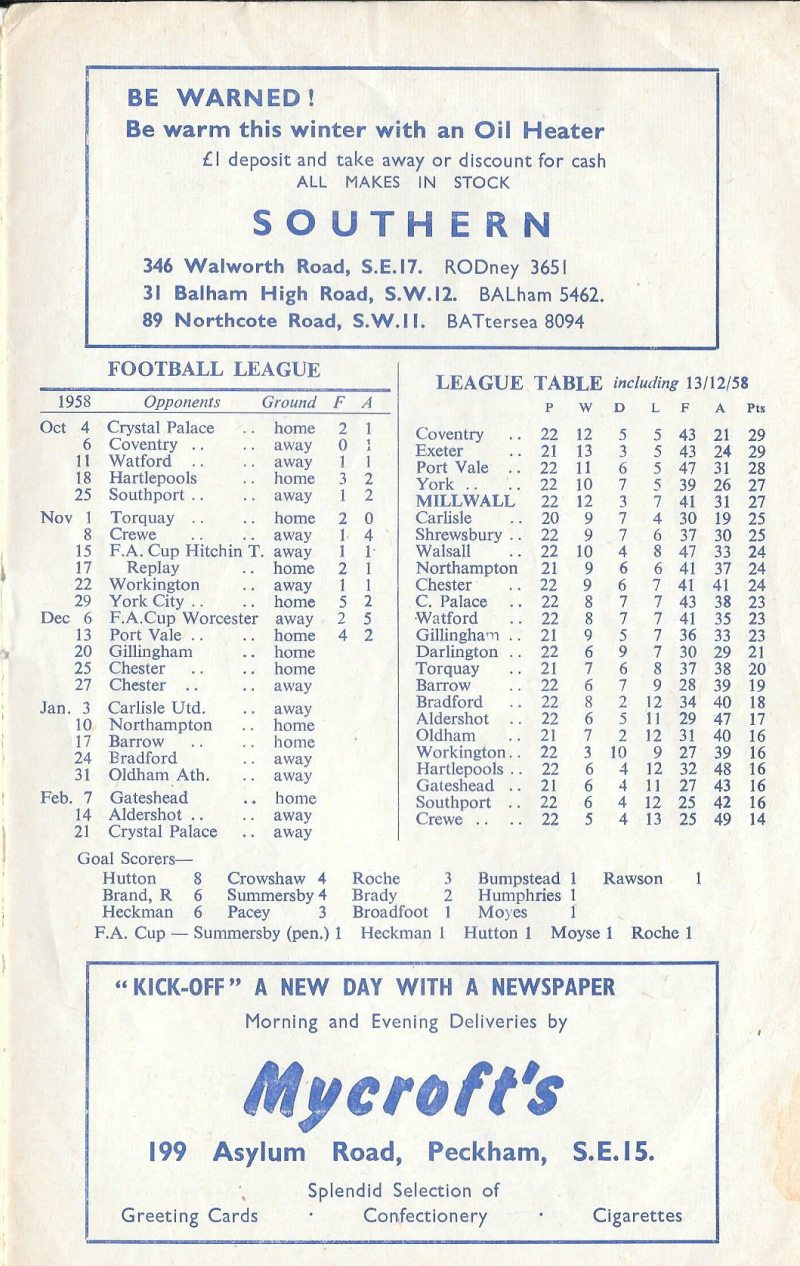 BE WARNED!
Be warm this winter with an Oil Heater
£1 deposit and take away or discount for cash
ALL MAKES IN STOCK
SOUTHERN
346 Walworth Road, S.E.17. RODney 3651
31 Balham High Road, S.W.12. BALham 5462.
89 Northcote Road, S.W.11. BATtersea 8094
FOOTBALL LEAGUE
1958 Opponents Ground F A
Oct 4 Crystal Palace .. home 2 1
6 Coventry .. .. away 0 1
11 Watford .. .. away 1 1
18 Hartlepools .. home 3 2
25 Southport .. .. away 1 2
Nov 1 Torquay .. .. home 2 0
8 Crewe .. .. away 1 4
15 F.A. Cup Hitchin T. away 1 1
17 Replay .. home 2 1
22 Workington .. away 1 1
29 York City .. .. home 5 2
Dec 6 F.A.Cup Worcester away 2 5
13 Port Vale .. .. home 4 2
20 Gillingham .. home
25 Chester .. .. home
27 Chester .. .. away
Jan. 3 Carlisle Utd. .. away
10 Northampton .. home
17 Barrow .. .. home
24 Bradford .. away
31 Oldham Ath. .. away
Feb. 7 Gateshead .. home
14 Aldershot .. .. away
21 Crystal Palace .. away
LEAGUE TABLE including 13/12/58
P W D L F A Pts
Coventry .. 22 12 5 5 43 21 29
Exeter .. 21 13 3 5 43 24 29
Port Vale .. 22 11 6 5 47 31 28
York .. .. 22 10 7 5 39 26 27
MILLWALL 22 12 3 7 41 31 27
Carlisle .. 20 9 7 4 30 19 25
Shrewsbury .. 22 9 7 6 37 30 25
Walsall .. 22 10 4 8 47 33 24
Northampton 21 9 6 6 41 37 24
Chester .. 22 9 6 7 41 41 24
C. Palace .. 22 8 7 7 43 38 23
Watford .. 22 8 7 7 41 35 23
Gillingham .. 21 9 5 7 36 33 23
Darlington .. 22 6 9 7 30 29 21
Torquay .. 21 7 6 8 37 38 20
Barrow .. 22 6 7 9 28 39 19
Bradford .. 22 8 2 12 34 40 18
Aldershot .. 22 6 5 11 29 47 17
Oldham .. 21 7 2 12 31 40 16
Workington .. 22 3 10 9 27 39 16
Hartlepools .. 22 6 4 12 32 48 16
Gateshead .. 21 6 4 11 27 43 16
Southport .. 22 6 4 12 25 42 16
Crewe .. .. 22 5 4 13 25 49 14
Goal Scorers—
Hutton 8 Crowshaw 4 Roche 3 Bumpstead 1 Rawson 1
Brand, R 6 Summersby 4 Brady 2 Humphries 1
Heckman 6 Pacey 3 Broadfoot 1 Moyes 1
F.A. Cup — Summersby (pen.) 1 Heckman 1 Hutton 1 Moyse 1 Roche 1
"KICK-OFF" A NEW DAY WITH A NEWSPAPER
Morning and Evening Deliveries by
Mycroft's
199 Asylum Road, Peckham, S.E.15.
Splendid Selection of
Greeting Cards · Confectionery · Cigarettes